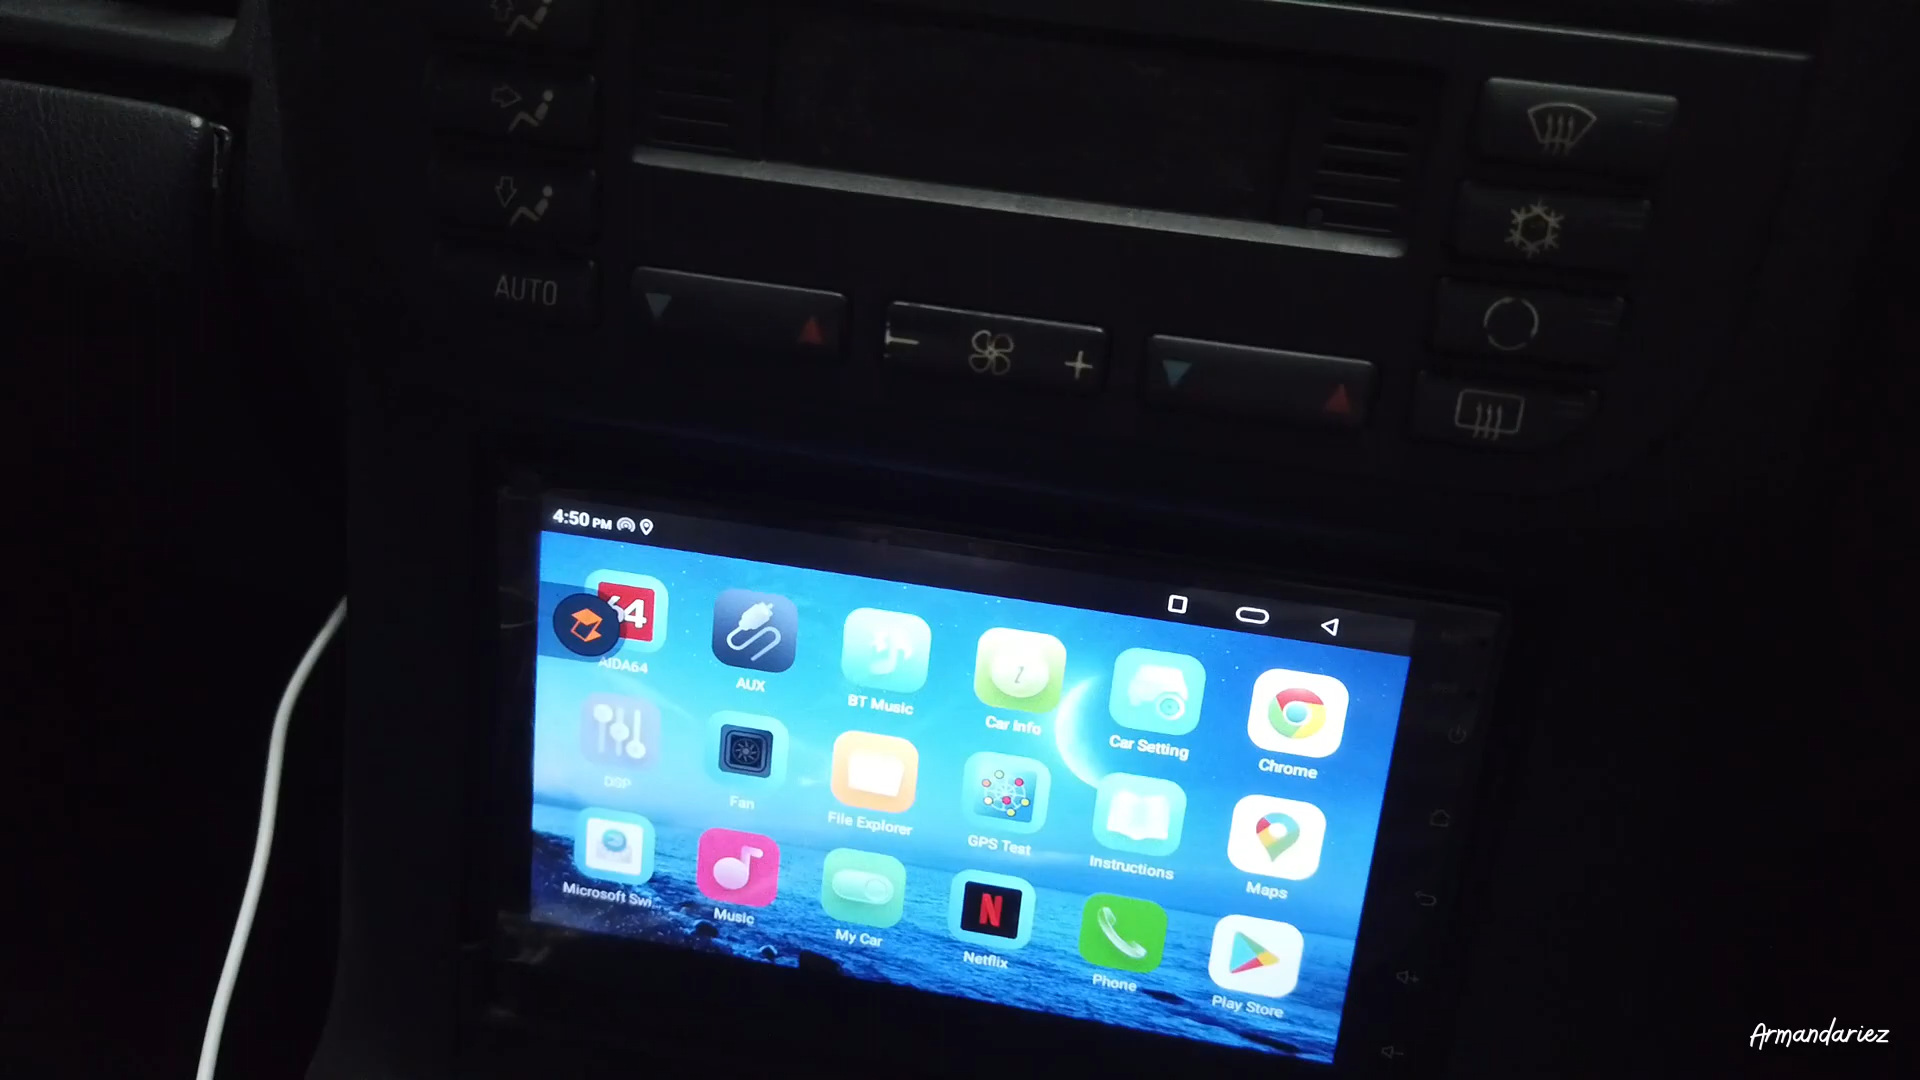 AUTO
4:50 PM
64
AIDA64
AUX
BT Music
Car Info
Car Setting
Chrome
DSP
Fan
File Explorer
GPS Test
Instructions
Maps
Microsoft Swi...
Music
My Car
N
Netflix
Phone
Play Store
Armandariez